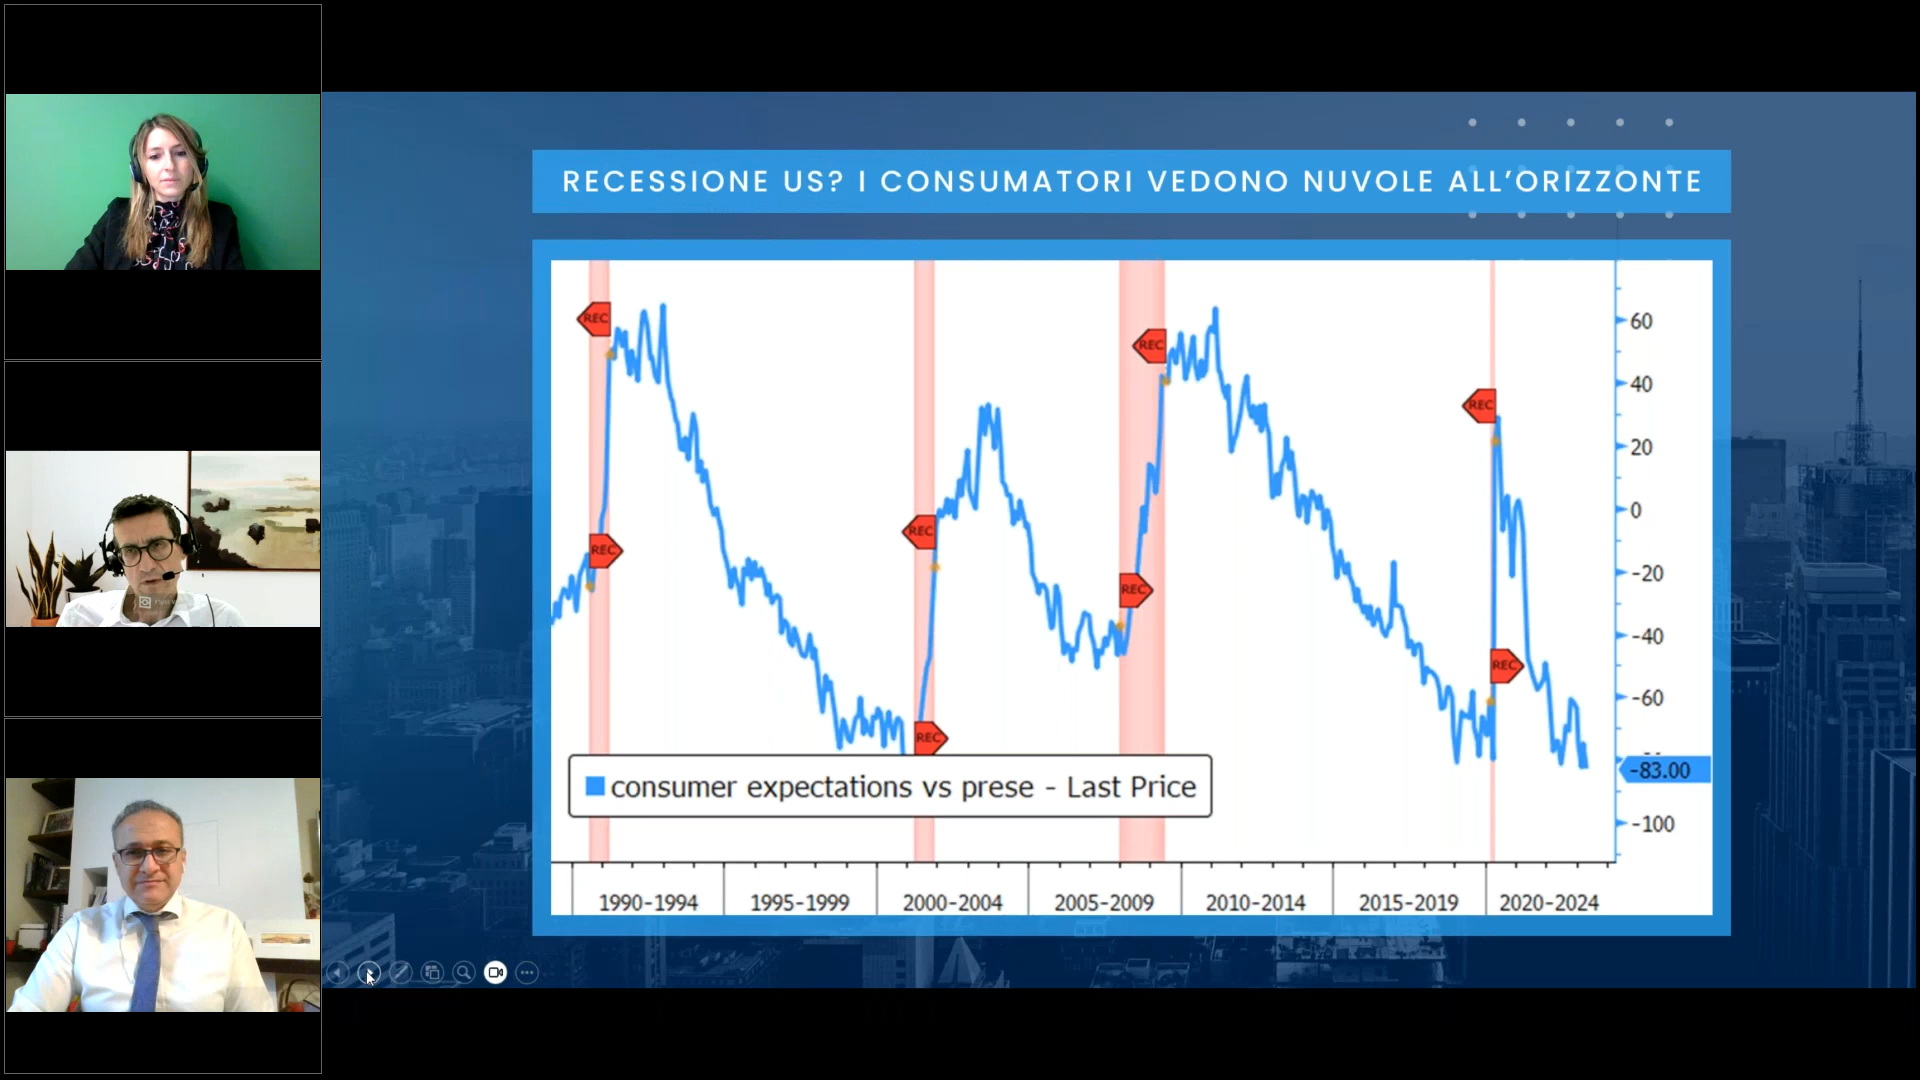 RECESSIONE US? I CONSUMATORI VEDONO NUVOLE ALL’ORIZZONTE
REC
REC
REC
REC
REC
REC
REC
REC
60
40
20
0
-20
-40
-60
-83.00
-100
consumer expectations vs prese - Last Price
1990-1994
1995-1999
2000-2004
2005-2009
2010-2014
2015-2019
2020-2024